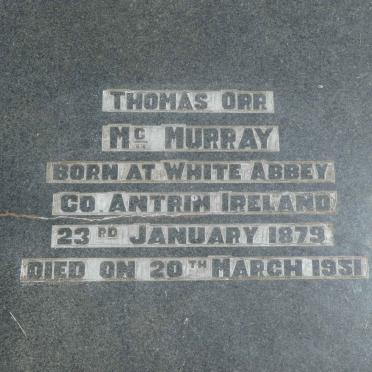 THOMAS ORR
Mc MURRAY
BORN AT WHITE ABBEY
CO. ANTRIM IRELAND
23RD JANUARY 1879
DIED ON 20TH MARCH 1951